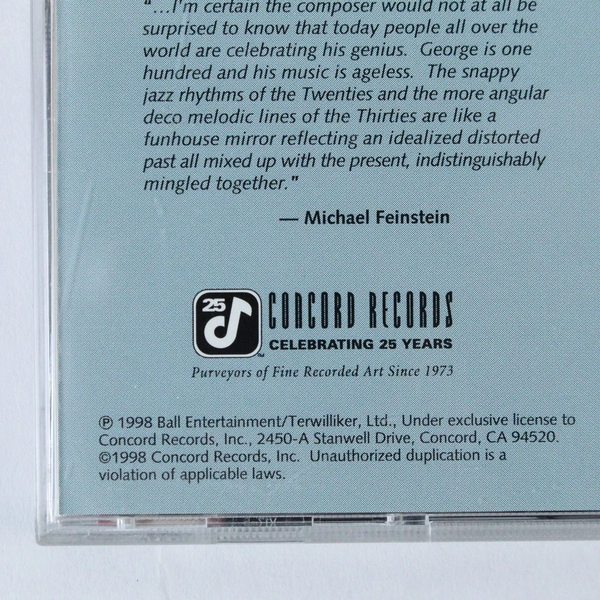 "...I'm certain the composer would not at all be
surprised to know that today people all over the
world are celebrating his genius. George is one
hundred and his music is ageless. The snappy
jazz rhythms of the Twenties and the more angular
deco melodic lines of the Thirties are like a
funhouse mirror reflecting an idealized distorted
past all mixed up with the present, indistinguishably
mingled together."
— Michael Feinstein
25
CONCORD RECORDS
™
CELEBRATING 25 YEARS
Purveyors of Fine Recorded Art Since 1973
℗ 1998 Ball Entertainment/Terwilliker, Ltd., Under exclusive license to
Concord Records, Inc., 2450-A Stanwell Drive, Concord, CA 94520.
©1998 Concord Records, Inc. Unauthorized duplication is a
violation of applicable laws.